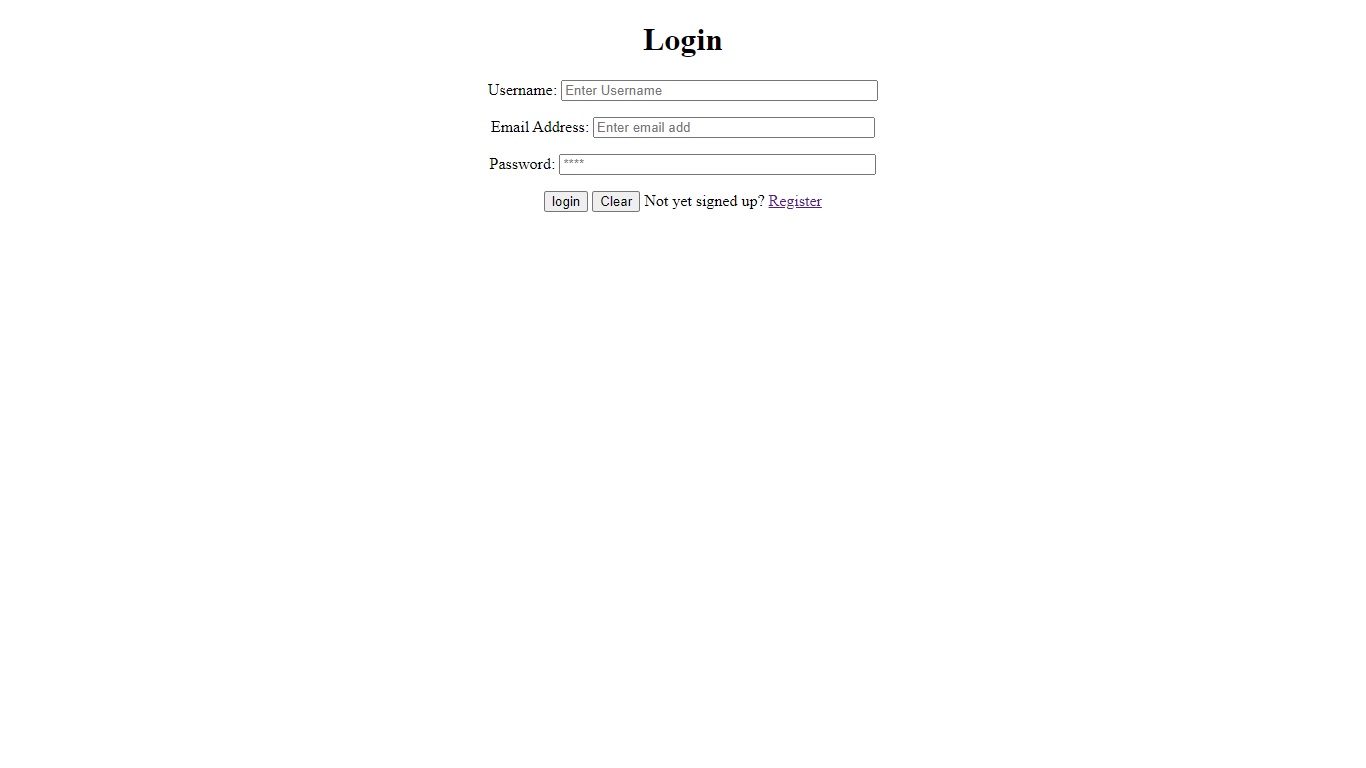 Login
Username: Enter Username
Email Address: Enter email add
Password: ****
login Clear Not yet signed up? Register